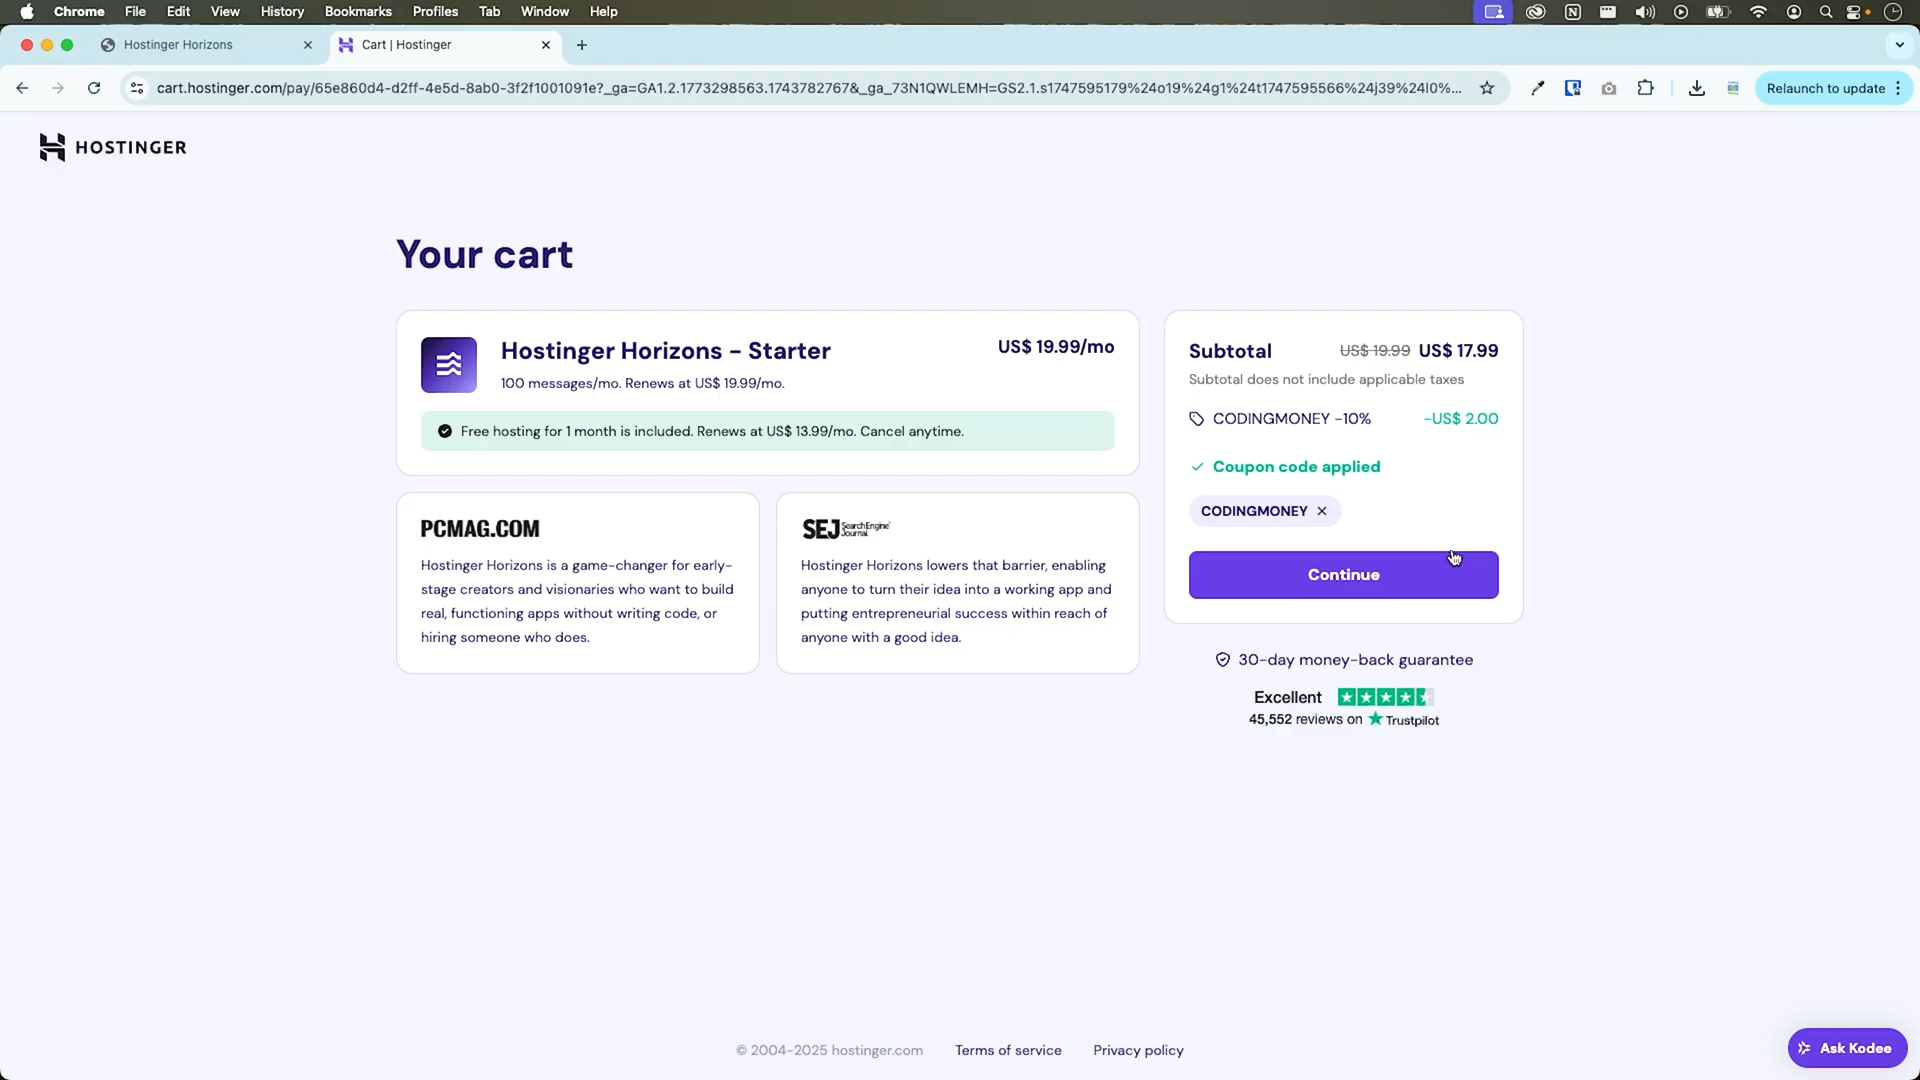 Chrome File Edit View History Bookmarks Profiles Tab Window Help
Hostinger Horizons
Cart | Hostinger
cart.hostinger.com/pay/65e860d4-d2ff-4e5d-8ab0-3f2f1001091e?_ga=GA1.2.1773298563.1743782767&_ga_73N1QWLEMH=GS2.1.s1747595179%24o19%24g1%24t1747595566%24j39%24l0%...
Relaunch to update
HOSTINGER
Your cart
Hostinger Horizons – Starter
US$ 19.99/mo
100 messages/mo. Renews at US$ 19.99/mo.
Free hosting for 1 month is included. Renews at US$ 13.99/mo. Cancel anytime.
PCMAG.COM
Hostinger Horizons is a game-changer for early-
stage creators and visionaries who want to build
real, functioning apps without writing code, or
hiring someone who does.
SEJ Search Engine Journal
Hostinger Horizons lowers that barrier, enabling
anyone to turn their idea into a working app and
putting entrepreneurial success within reach of
anyone with a good idea.
Subtotal US$ 19.99 US$ 17.99
Subtotal does not include applicable taxes
CODINGMONEY -10% -US$ 2.00
Coupon code applied
CODINGMONEY
Continue
30-day money-back guarantee
Excellent
45,552 reviews on Trustpilot
© 2004-2025 hostinger.com Terms of service Privacy policy
Ask Kodee